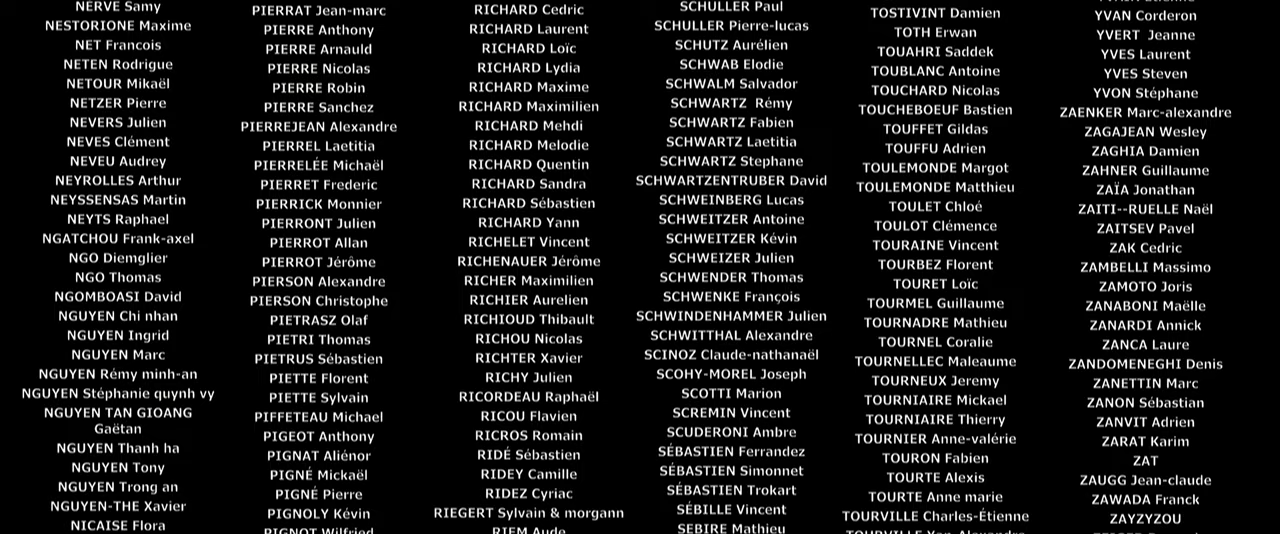 NERVE Samy
NESTORIONE Maxime
NET Francois
NETEN Rodrigue
NETOUR Mikaël
NETZER Pierre
NEVERS Julien
NEVES Clément
NEVEU Audrey
NEYROLLES Arthur
NEYSSENSAS Martin
NEYTS Raphael
NGATCHOU Frank-axel
NGO Diemglier
NGO Thomas
NGOMBOASI David
NGUYEN Chi nhan
NGUYEN Ingrid
NGUYEN Marc
NGUYEN Rémy minh-an
NGUYEN Stéphanie quynh vy
NGUYEN TAN GIOANG
Gaëtan
NGUYEN Thanh ha
NGUYEN Tony
NGUYEN Trong an
NGUYEN-THE Xavier
NICAISE Flora
PIERRAT Jean-marc
PIERRE Anthony
PIERRE Arnauld
PIERRE Nicolas
PIERRE Robin
PIERRE Sanchez
PIERREJEAN Alexandre
PIERREL Laetitia
PIERRELÉE Michaël
PIERRET Frederic
PIERRICK Monnier
PIERRONT Julien
PIERROT Allan
PIERROT Jérôme
PIERSON Alexandre
PIERSON Christophe
PIETRASZ Olaf
PIETRI Thomas
PIETRUS Sébastien
PIETTE Florent
PIETTE Sylvain
PIFFETEAU Michael
PIGEOT Anthony
PIGNAT Aliénor
PIGNÉ Mickaël
PIGNÉ Pierre
PIGNOLY Kévin
PIGNOT Wilfried
RICHARD Cedric
RICHARD Laurent
RICHARD Loïc
RICHARD Lydia
RICHARD Maxime
RICHARD Maximilien
RICHARD Mehdi
RICHARD Melodie
RICHARD Quentin
RICHARD Sandra
RICHARD Sébastien
RICHARD Yann
RICHELET Vincent
RICHENAUER Jérôme
RICHER Maximilien
RICHIER Aurelien
RICHIOUD Thibault
RICHOU Nicolas
RICHTER Xavier
RICHY Julien
RICORDEAU Raphaël
RICOU Flavien
RICROS Romain
RIDÉ Sébastien
RIDEY Camille
RIDEZ Cyriac
RIEGERT Sylvain & morgann
RIEM Aude
SCHULLER Paul
SCHULLER Pierre-lucas
SCHUTZ Aurélien
SCHWAB Elodie
SCHWALM Salvador
SCHWARTZ  Rémy
SCHWARTZ Fabien
SCHWARTZ Laetitia
SCHWARTZ Stephane
SCHWARTZENTRUBER David
SCHWEINBERG Lucas
SCHWEITZER Antoine
SCHWEITZER Kévin
SCHWEIZER Julien
SCHWENDER Thomas
SCHWENKE François
SCHWINDENHAMMER Julien
SCHWITTHAL Alexandre
SCINOZ Claude-nathanaël
SCOHY-MOREL Joseph
SCOTTI Marion
SCREMIN Vincent
SCUDERONI Ambre
SÉBASTIEN Ferrandez
SÉBASTIEN Simonnet
SÉBASTIEN Trokart
SÉBILLE Vincent
SEBIRE Mathieu
TOSTIVINT Damien
TOTH Erwan
TOUAHRI Saddek
TOUBLANC Antoine
TOUCHARD Nicolas
TOUCHEBOEUF Bastien
TOUFFET Gildas
TOUFFU Adrien
TOULEMONDE Margot
TOULEMONDE Matthieu
TOULET Chloé
TOULOT Clémence
TOURAINE Vincent
TOURBEZ Florent
TOURET Loïc
TOURMEL Guillaume
TOURNADRE Mathieu
TOURNEL Coralie
TOURNELLEC Maleaume
TOURNEUX Jeremy
TOURNIAIRE Mickael
TOURNIAIRE Thierry
TOURNIER Anne-valérie
TOURON Fabien
TOURTE Alexis
TOURTE Anne marie
TOURVILLE Charles-Étienne
YVAN Corderon
YVERT  Jeanne
YVES Laurent
YVES Steven
YVON Stéphane
ZAENKER Marc-alexandre
ZAGAJEAN Wesley
ZAGHIA Damien
ZAHNER Guillaume
ZAÏA Jonathan
ZAITI--RUELLE Naël
ZAITSEV Pavel
ZAK Cedric
ZAMBELLI Massimo
ZAMOTO Joris
ZANABONI Maëlle
ZANARDI Annick
ZANCA Laure
ZANDOMENEGHI Denis
ZANETTIN Marc
ZANON Sébastian
ZANVIT Adrien
ZARAT Karim
ZAT
ZAUGG Jean-claude
ZAWADA Franck
ZAYZYZOU